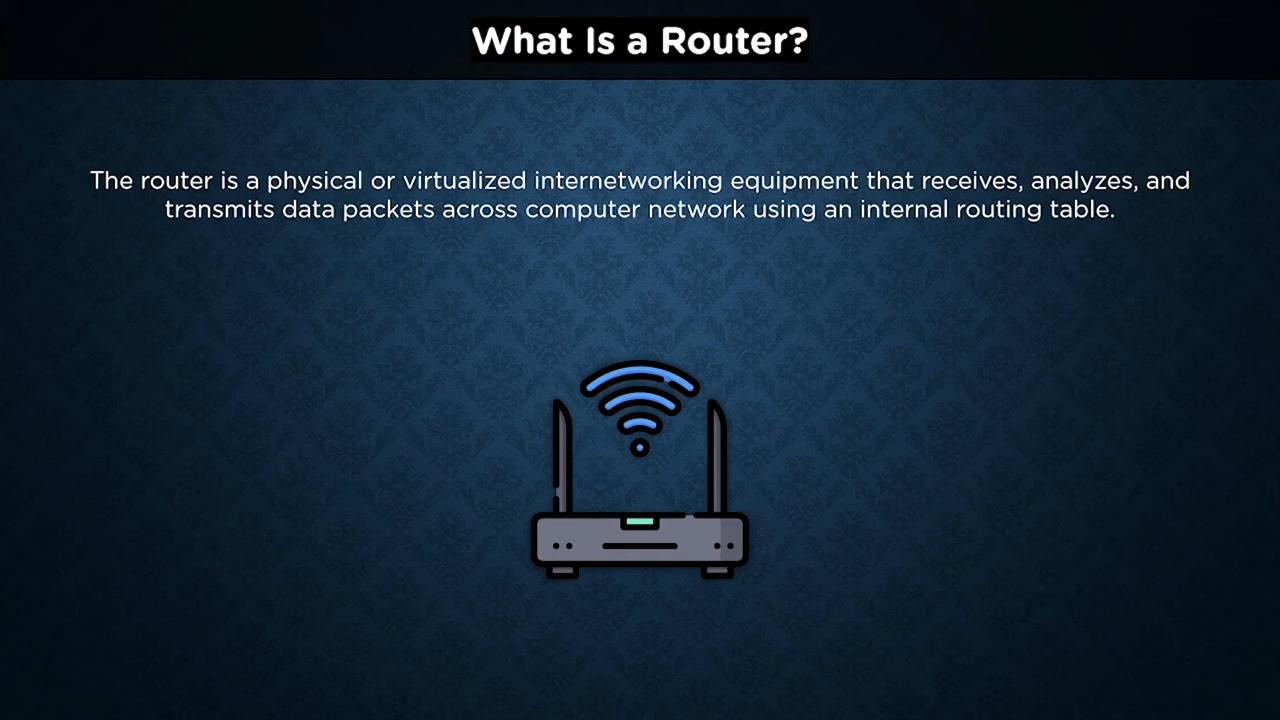 What Is a Router?
The router is a physical or virtualized internetworking equipment that receives, analyzes, and
transmits data packets across computer network using an internal routing table.